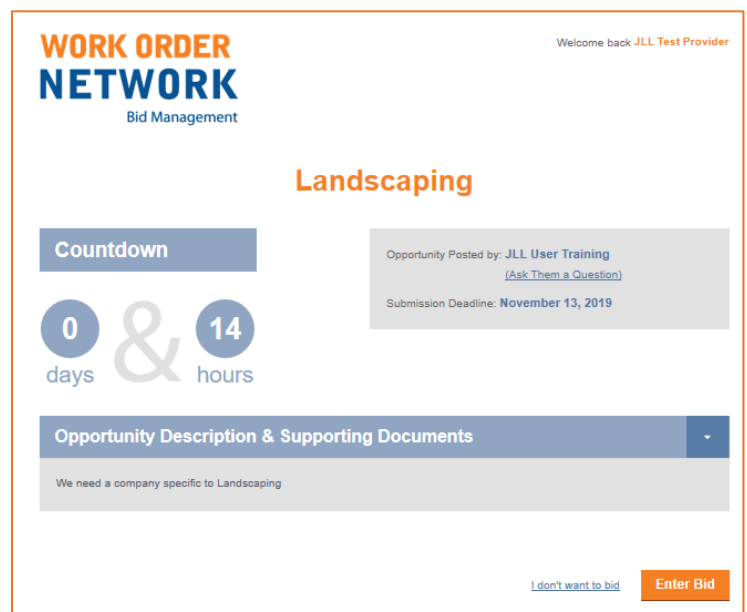 WORK ORDER
NETWORK
Bid Management
Welcome back JLL Test Provider
Landscaping
Countdown
0
&
14
days
hours
Opportunity Posted by: JLL User Training
(Ask Them a Question)
Submission Deadline: November 13, 2019
Opportunity Description & Supporting Documents
We need a company specific to Landscaping
I don't want to bid
Enter Bid